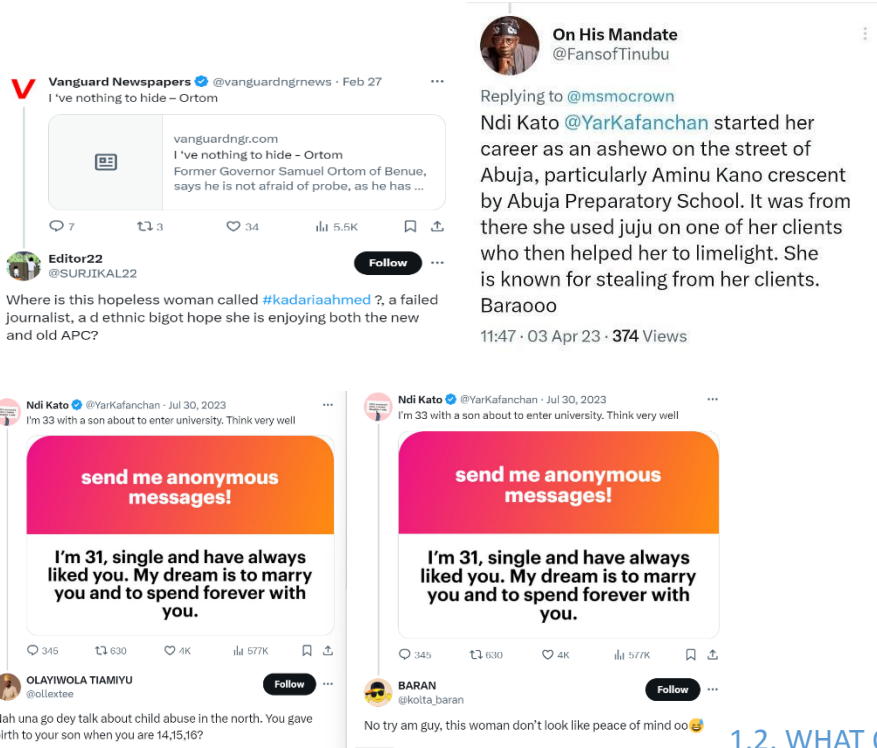 Vanguard Newspapers @vanguardngrnews · Feb 27
I 've nothing to hide – Ortom
vanguardngr.com
I 've nothing to hide - Ortom
Former Governor Samuel Ortom of Benue,
says he is not afraid of probe, as he has ...
7 3 34 5.5K
Editor22
@SURJIKAL22
Follow
Where is this hopeless woman called #kadariaahmed ?, a failed
journalist, a d ethnic bigot hope she is enjoying both the new
and old APC?
On His Mandate
@FansofTinubu
Replying to @msmocrown
Ndi Kato @YarKafanchan started her
career as an ashewo on the street of
Abuja, particularly Aminu Kano crescent
by Abuja Preparatory School. It was from
there she used juju on one of her clients
who then helped her to limelight. She
is known for stealing from her clients.
Baraooo
11:47 · 03 Apr 23 · 374 Views
Ndi Kato @YarKafanchan · Jul 30, 2023
I'm 33 with a son about to enter university. Think very well
send me anonymous
messages!
I'm 31, single and have always
liked you. My dream is to marry
you and to spend forever with
you.
345 630 4K 577K
OLAYIWOLA TIAMIYU
@ollextee
Follow
Nah una go dey talk about child abuse in the north. You gave
birth to your son when you are 14,15,16?
Ndi Kato @YarKafanchan · Jul 30, 2023
I'm 33 with a son about to enter university. Think very well
send me anonymous
messages!
I'm 31, single and have always
liked you. My dream is to marry
you and to spend forever with
you.
345 630 4K 577K
BARAN
@kolta_baran
Follow
No try am guy, this woman don't look like peace of mind oo😅
1.2. WHAT